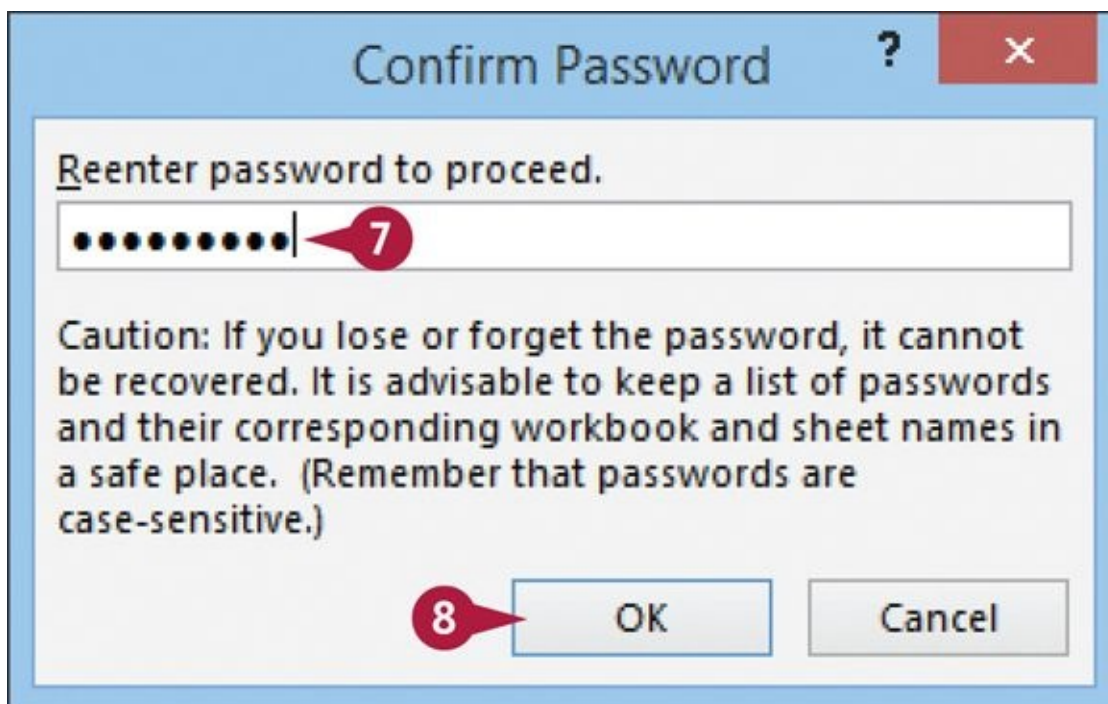 Confirm Password ? ×
Reenter password to proceed.
●●●●●●●●● 7
Caution: If you lose or forget the password, it cannot
be recovered. It is advisable to keep a list of passwords
and their corresponding workbook and sheet names in
a safe place.  (Remember that passwords are
case-sensitive.)
8 OK Cancel